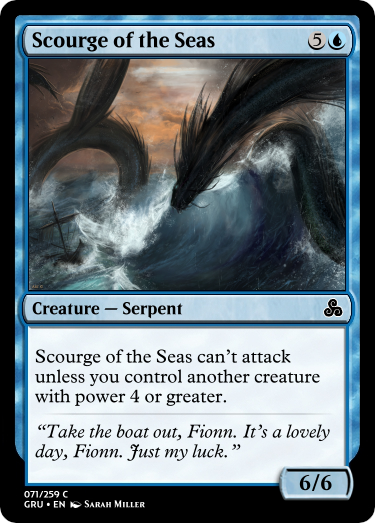 Scourge of the Seas 5
Creature — Serpent
Scourge of the Seas can't attack
unless you control another creature
with power 4 or greater.
“Take the boat out, Fionn. It's a lovely
day, Fionn. Just my luck.”
6/6
071/259 C
GRU • EN Sarah Miller